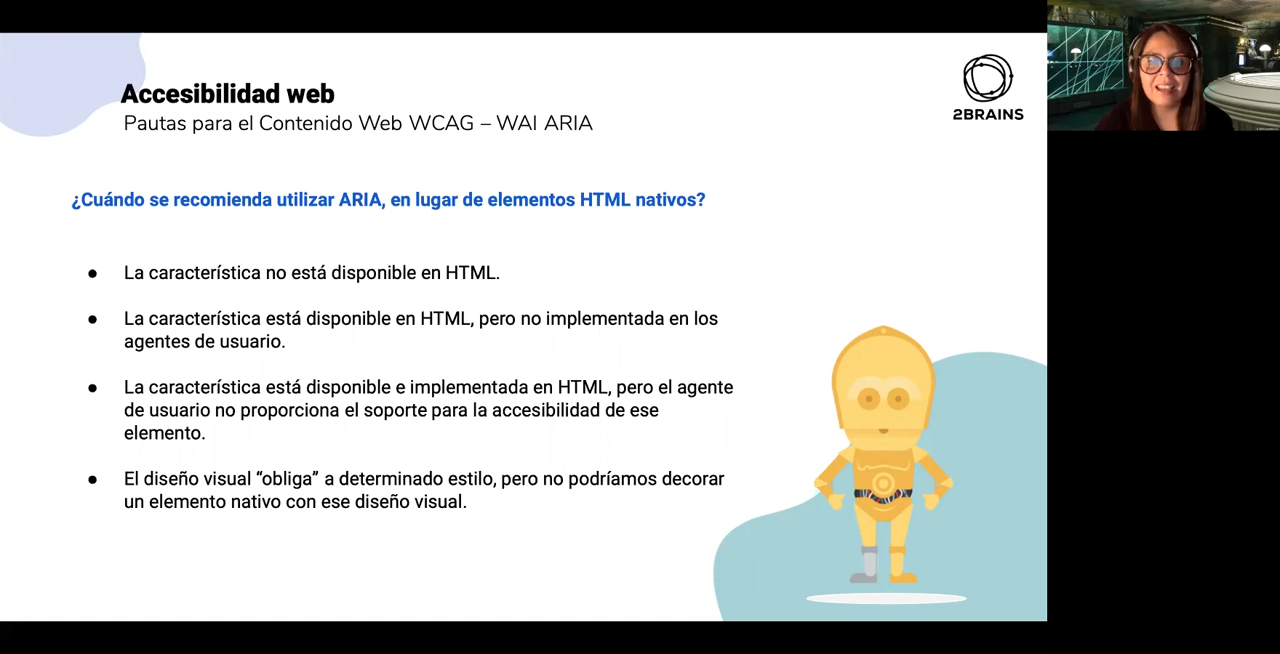 Accesibilidad web
Pautas para el Contenido Web WCAG – WAI ARIA
2BRAINS
¿Cuándo se recomienda utilizar ARIA, en lugar de elementos HTML nativos?
● La característica no está disponible en HTML.
● La característica está disponible en HTML, pero no implementada en los
agentes de usuario.
● La característica está disponible e implementada en HTML, pero el agente
de usuario no proporciona el soporte para la accesibilidad de ese
elemento.
● El diseño visual “obliga” a determinado estilo, pero no podríamos decorar
un elemento nativo con ese diseño visual.